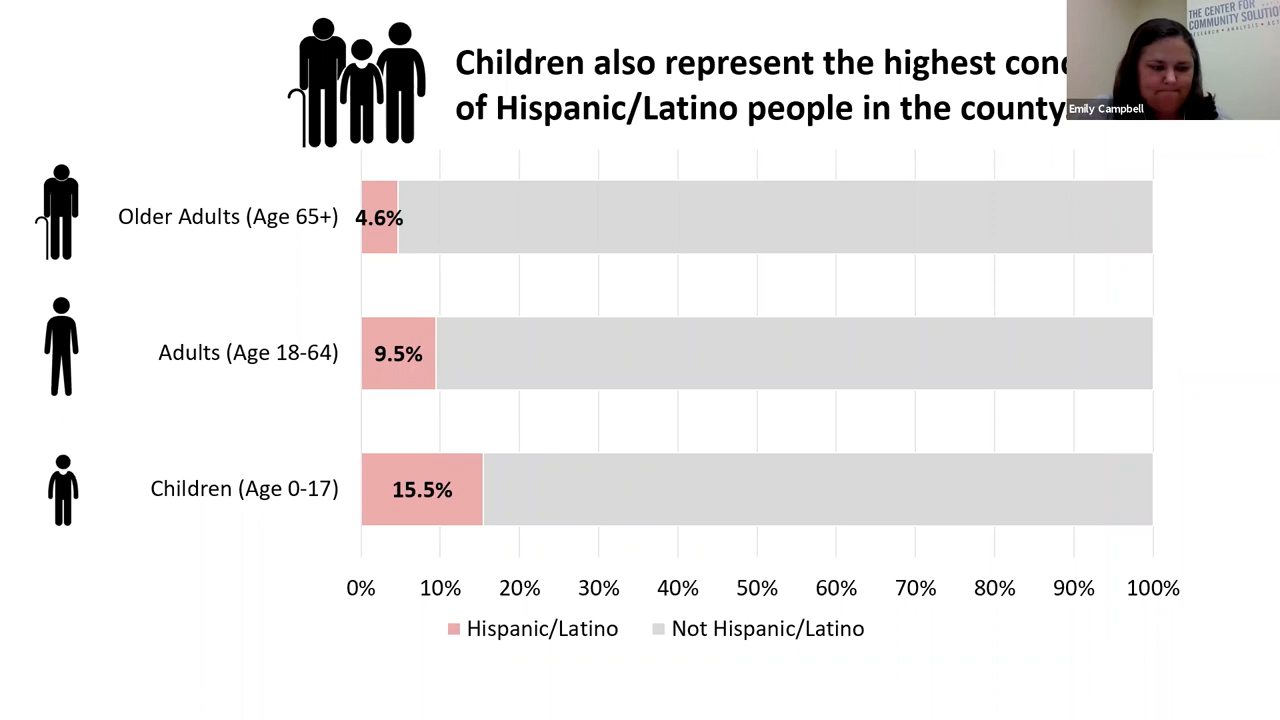 Children also represent the highest
of Hispanic/Latino people in the county
THE CENTER FOR
COMMUNITY
Emily Campbell
Older Adults (Age 65+)
4.6%
Adults (Age 18-64)
9.5%
Children (Age 0-17)
15.5%
0% 10% 20% 30% 40% 50% 60% 70% 80% 90% 100%
Hispanic/Latino Not Hispanic/Latino